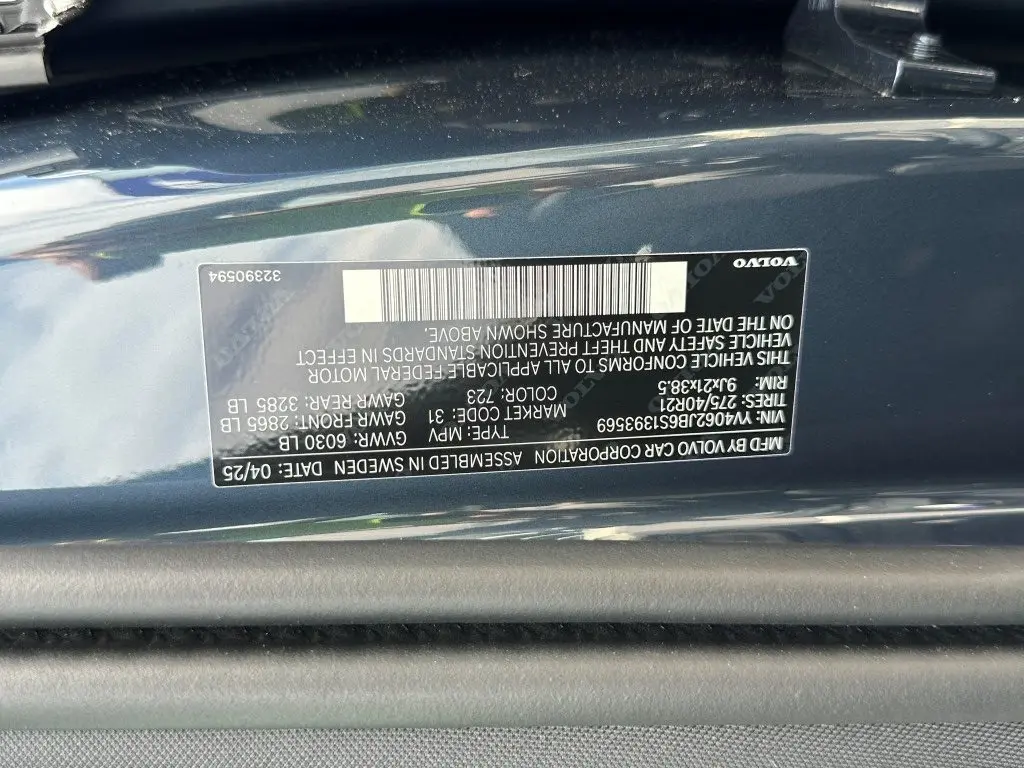 MFD BY VOLVO CAR CORPORATION ASSEMBLED IN SWEDEN DATE: 04/25
VIN: YV4062JB6S1393569 TYPE: MPV GVWR: 6030 LB
TIRES: 275/40R21 MARKET CODE: 31 GAWR FRONT: 2865 LB
RIM: 9Jx21x38.5 COLOR: 723 GAWR REAR: 3285 LB
THIS VEHICLE CONFORMS TO ALL APPLICABLE FEDERAL MOTOR
VEHICLE SAFETY AND THEFT PREVENTION STANDARDS IN EFFECT
ON THE DATE OF MANUFACTURE SHOWN ABOVE.
VOLVO 32390594